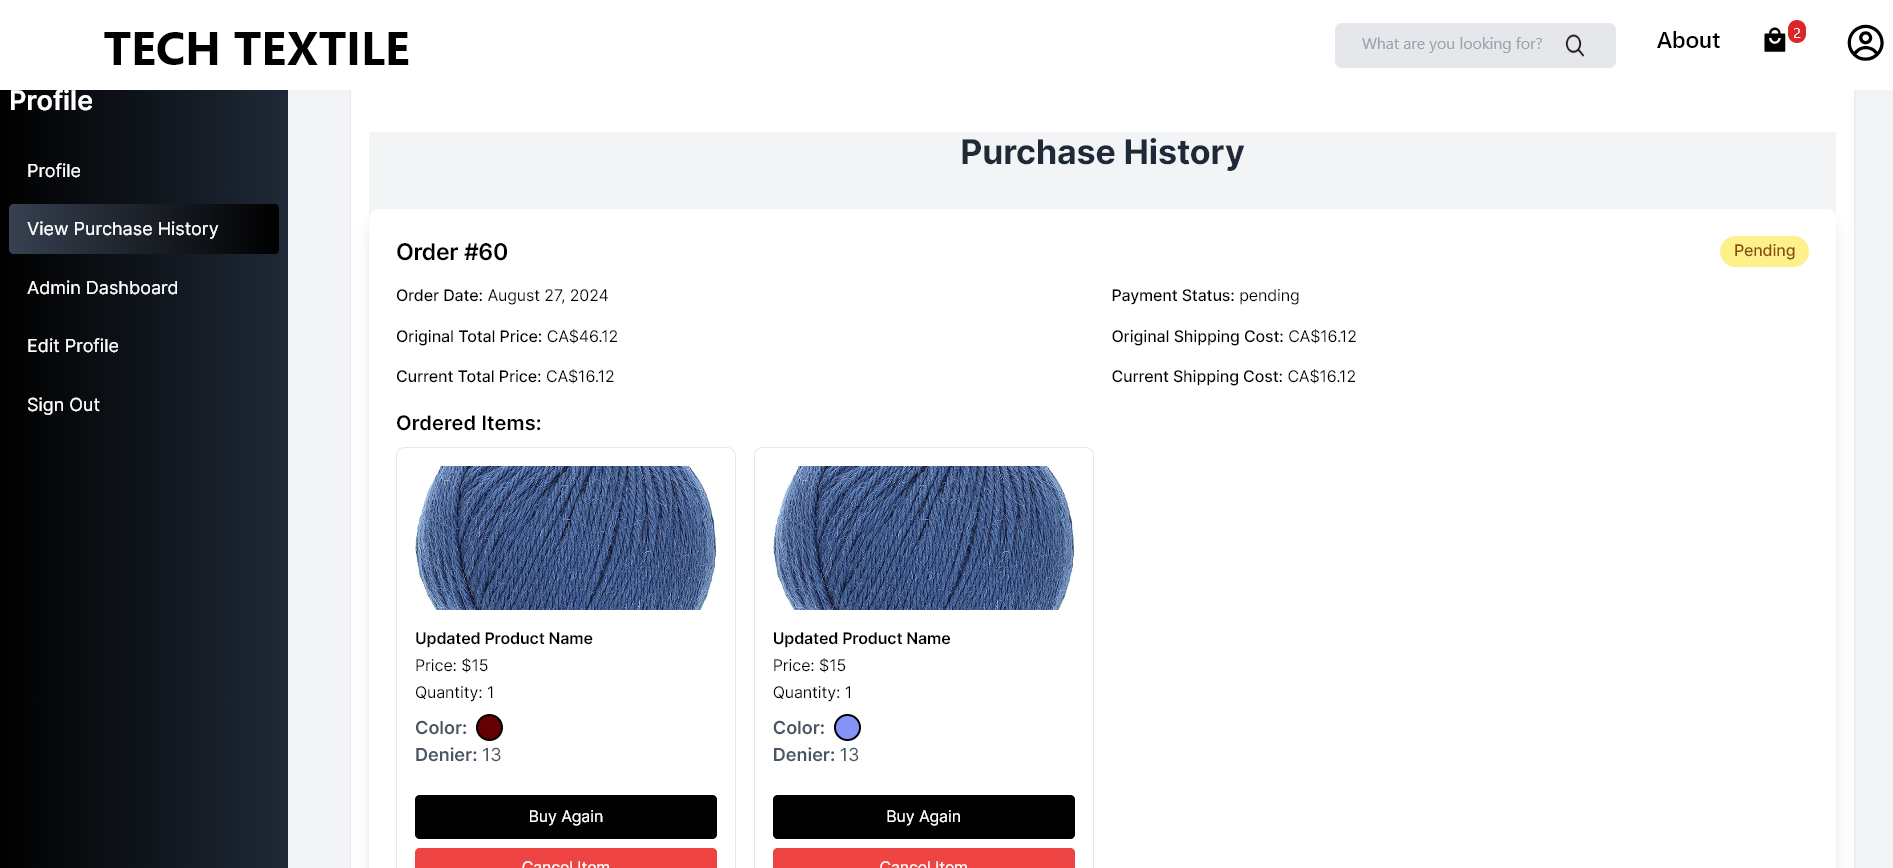 TECH TEXTILE
What are you looking for?
About
2
Profile
Profile
View Purchase History
Admin Dashboard
Edit Profile
Sign Out
Purchase History
Order #60
Pending
Order Date: August 27, 2024
Payment Status: pending
Original Total Price: CA$46.12
Original Shipping Cost: CA$16.12
Current Total Price: CA$16.12
Current Shipping Cost: CA$16.12
Ordered Items:
Updated Product Name
Price: $15
Quantity: 1
Color:
Denier: 13
Buy Again
Cancel Item
Updated Product Name
Price: $15
Quantity: 1
Color:
Denier: 13
Buy Again
Cancel Item